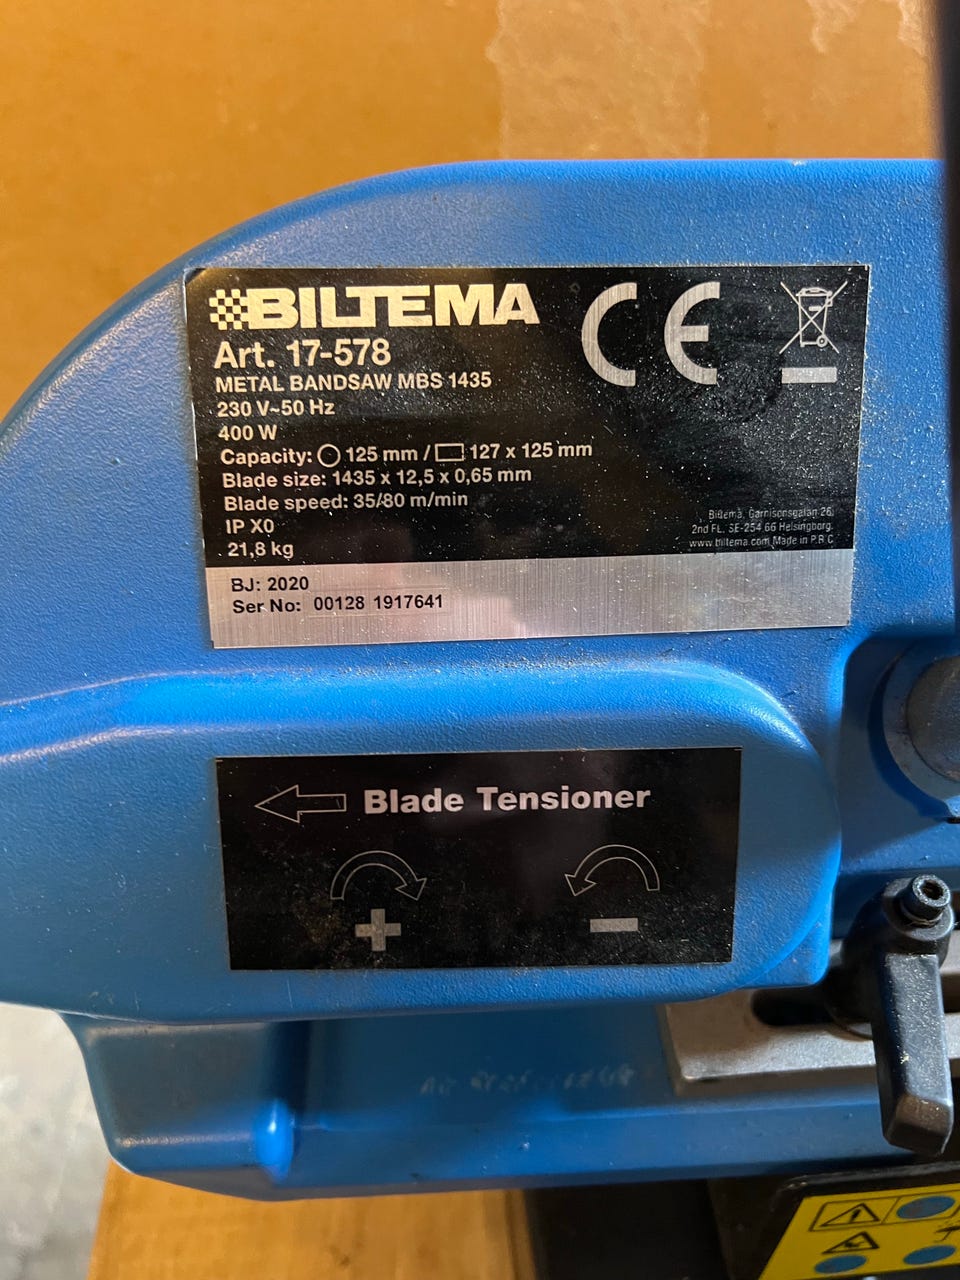 BILTEMA
CE
Art. 17-578
METAL BANDSAW MBS 1435
230 V~50 Hz
400 W
Capacity: 125 mm / 127 x 125 mm
Blade size: 1435 x 12,5 x 0,65 mm
Blade speed: 35/80 m/min
IP X0
21,8 kg
Biltema, Garnisonsgatan 26,
2nd FL. SE-254 66 Helsingborg.
www.biltema.com Made in P.R.C
BJ: 2020
Ser No: 00128 1917641
Blade Tensioner
+ -